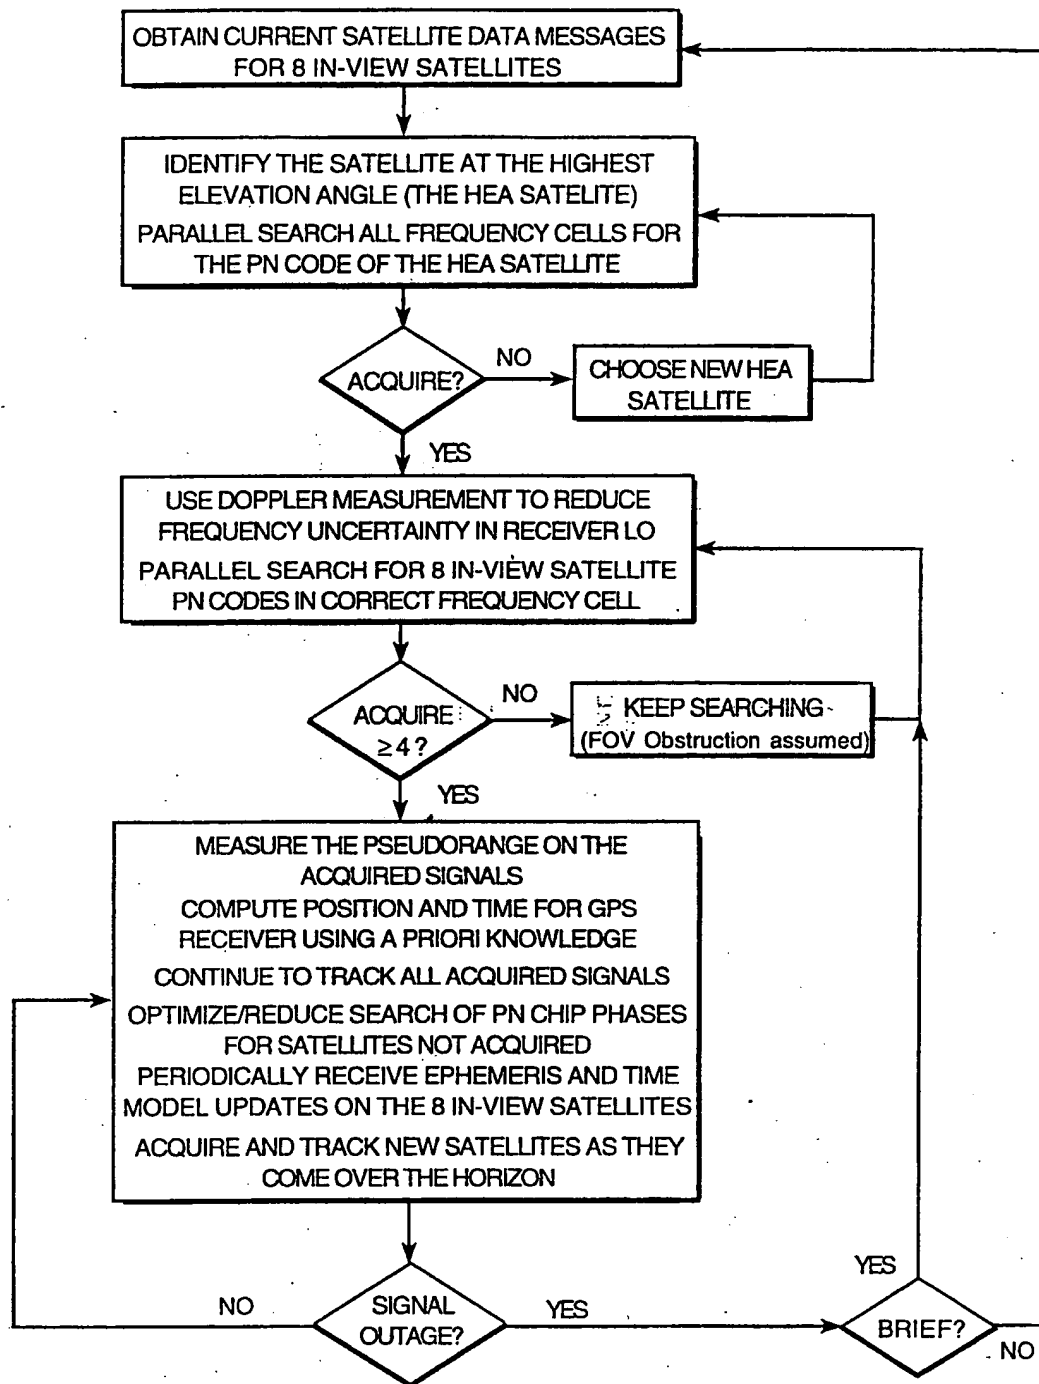 OBTAIN CURRENT SATELLITE DATA MESSAGES
FOR 8 IN-VIEW SATELLITES
IDENTIFY THE SATELLITE AT THE HIGHEST
ELEVATION ANGLE (THE HEA SATELITE)
PARALLEL SEARCH ALL FREQUENCY CELLS FOR
THE PN CODE OF THE HEA SATELLITE
ACQUIRE?
NO
CHOOSE NEW HEA
SATELLITE
YES
USE DOPPLER MEASUREMENT TO REDUCE
FREQUENCY UNCERTAINTY IN RECEIVER LO
PARALLEL SEARCH FOR 8 IN-VIEW SATELLITE
PN CODES IN CORRECT FREQUENCY CELL
ACQUIRE
≥4?
NO
KEEP SEARCHING
(FOV Obstruction assumed)
YES
MEASURE THE PSEUDORANGE ON THE
ACQUIRED SIGNALS
COMPUTE POSITION AND TIME FOR GPS
RECEIVER USING A PRIORI KNOWLEDGE
CONTINUE TO TRACK ALL ACQUIRED SIGNALS
OPTIMIZE/REDUCE SEARCH OF PN CHIP PHASES
FOR SATELLITES NOT ACQUIRED
PERIODICALLY RECEIVE EPHEMERIS AND TIME
MODEL UPDATES ON THE 8 IN-VIEW SATELLITES
ACQUIRE AND TRACK NEW SATELLITES AS THEY
COME OVER THE HORIZON
NO
SIGNAL
OUTAGE?
YES
YES
BRIEF?
NO